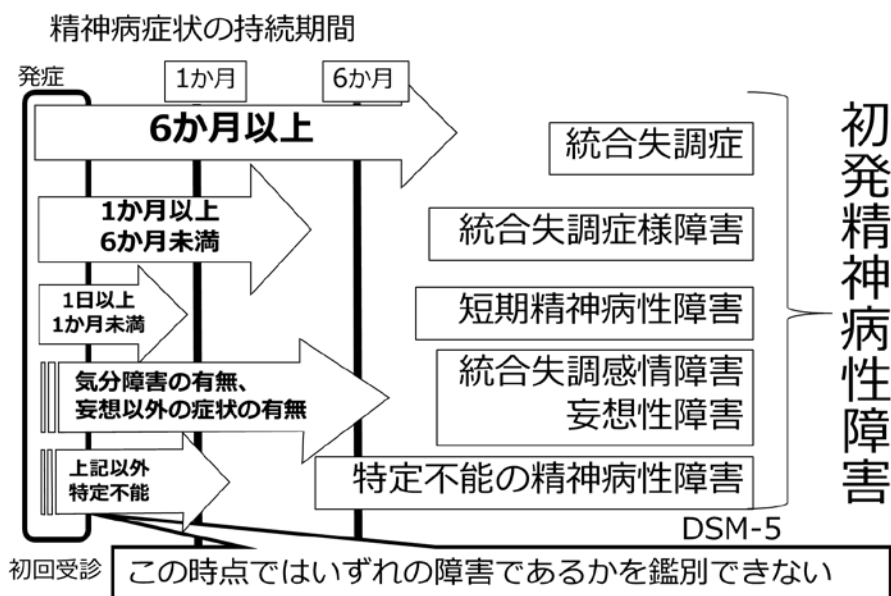 精神病症状の持続期間
発症
1か月
6か月
6か月以上
統合失調症
1か月以上
6か月未満
統合失調症様障害
1日以上
1か月未満
短期精神病性障害
気分障害の有無、
妄想以外の症状の有無
統合失調感情障害
妄想性障害
上記以外
特定不能
特定不能の精神病性障害
初発精神病性障害
DSM-5
初回受診
この時点ではいずれの障害であるかを鑑別できない